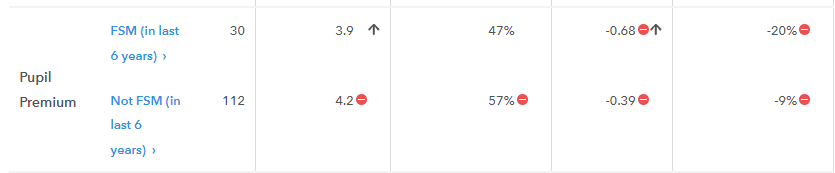 Pupil Premium
FSM (in last 6 years) › 30 3.9 ↑ 47% -0.68 ↑ -20%
Not FSM (in last 6 years) › 112 4.2 57% -0.39 -9%